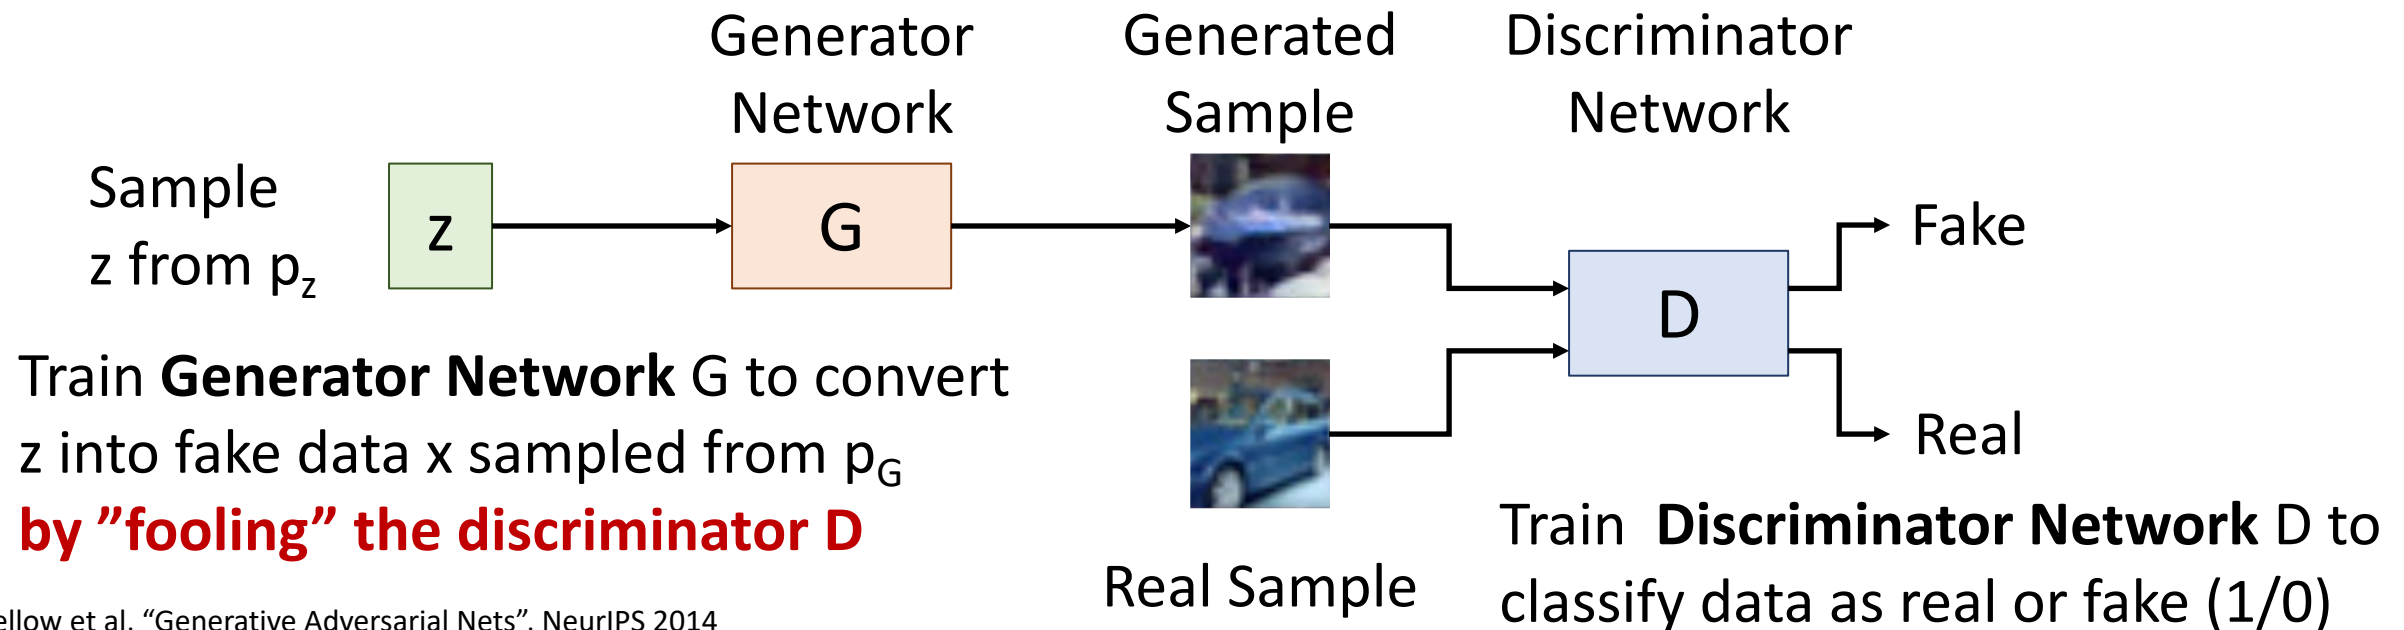 Generator
Network
Generated
Sample
Discriminator
Network
Sample
z from p_z
z
G
D
Fake
Real
Train Generator Network G to convert
z into fake data x sampled from p_G
by ”fooling” the discriminator D
Real Sample
Train Discriminator Network D to
classify data as real or fake (1/0)
ellow et al, “Generative Adversarial Nets”, NeurIPS 2014